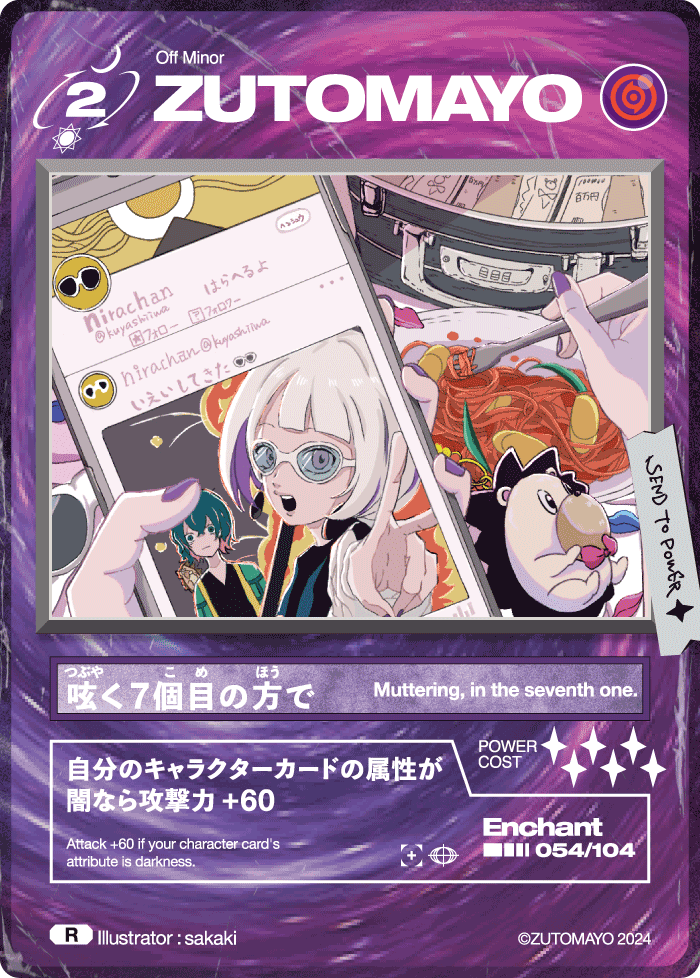 Off Minor
2
ZUTOMAYO
nirachan
はらへるよ
@kuyashiiwa
フォロー
フォロワー
nirachan @kuyashiiwa
いえいしてきた
百万円
SEND TO POWER
つぶや こ め ほう
呟く7個目の方で
Muttering, in the seventh one.
POWER
COST
自分のキャラクターカードの属性が
闇なら攻撃力 +60
Attack +60 if your character card's
attribute is darkness.
Enchant
054/104
R
Illustrator : sakaki
©ZUTOMAYO 2024